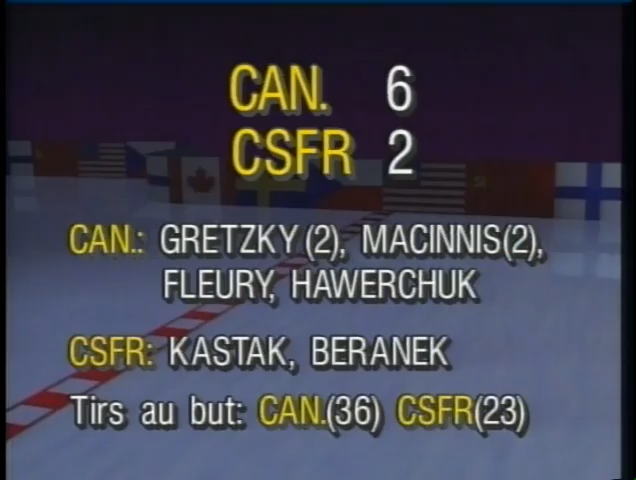 CAN. 6
CSFR 2
CAN.: GRETZKY (2), MACINNIS(2),
FLEURY, HAWERCHUK
CSFR: KASTAK, BERANEK
Tirs au but: CAN.(36) CSFR(23)